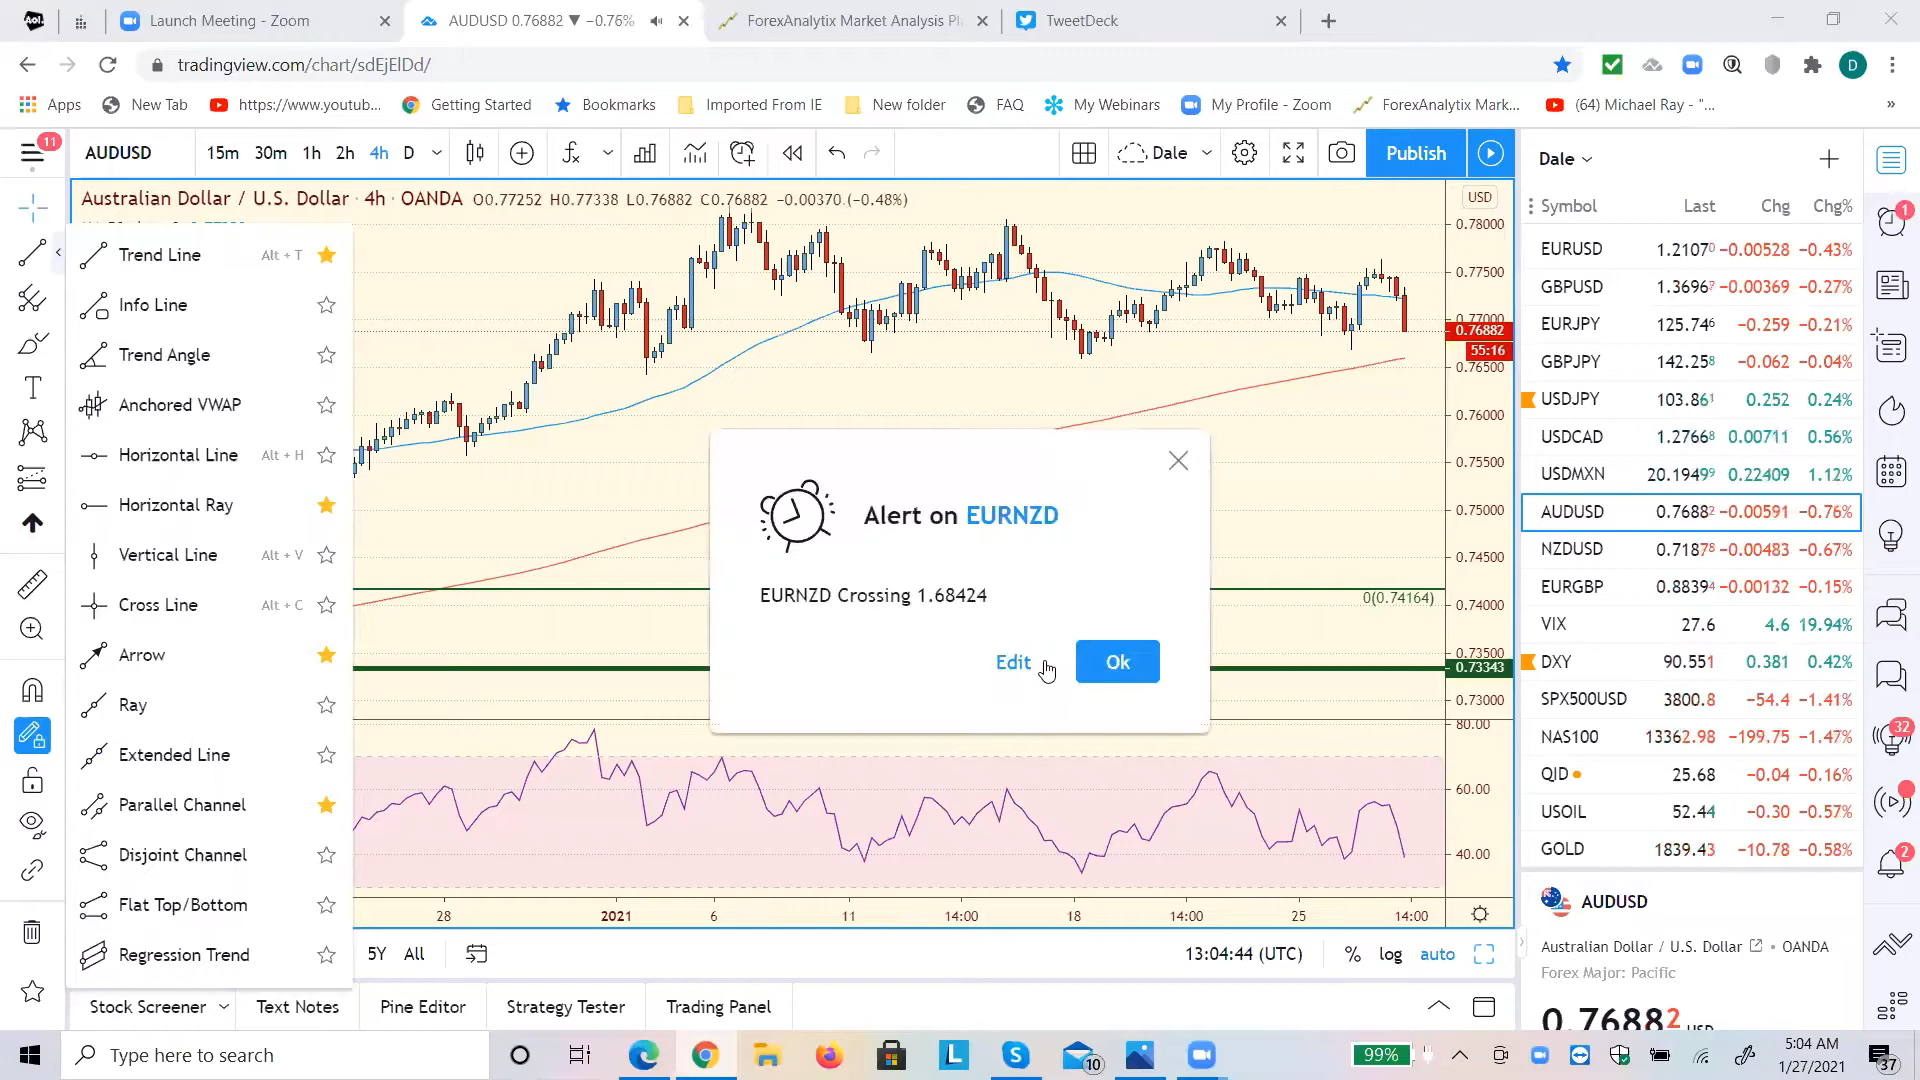 Aol.
Launch Meeting - Zoom
AUDUSD 0.76882 ▼ −0.76%
ForexAnalytix Market Analysis Pl
TweetDeck
tradingview.com/chart/sdEjElDd/
D
Apps
New Tab
https://www.youtub...
Getting Started
Bookmarks
Imported From IE
New folder
FAQ
My Webinars
My Profile - Zoom
ForexAnalytix Mark...
(64) Michael Ray - "...
»
11
AUDUSD
15m 30m 1h 2h 4h D
Dale
Publish
Australian Dollar / U.S. Dollar · 4h · OANDA O0.77252 H0.77338 L0.76882 C0.76882 −0.00370 (−0.48%)
USD
Trend Line Alt + T
Info Line
Trend Angle
Anchored VWAP
Horizontal Line Alt + H
Horizontal Ray
Vertical Line Alt + V
Cross Line Alt + C
Arrow
Ray
Extended Line
Parallel Channel
Disjoint Channel
Flat Top/Bottom
Regression Trend
0.78000
0.77500
0.77000
0.76882
55:16
0.76500
0.76000
0.75500
0.75000
0.74500
0(0.74164)
0.74000
0.73500
0.73343
0.73000
80.00
60.00
40.00
Alert on EURNZD
EURNZD Crossing 1.68424
Edit
Ok
28 2021 6 11 14:00 18 14:00 25 14:00
5Y All
13:04:44 (UTC) % log auto
Stock Screener
Text Notes
Pine Editor
Strategy Tester
Trading Panel
Dale
Symbol Last Chg Chg%
EURUSD 1.21070 −0.00528 −0.43%
GBPUSD 1.36967 −0.00369 −0.27%
EURJPY 125.746 −0.259 −0.21%
GBPJPY 142.258 −0.062 −0.04%
USDJPY 103.861 0.252 0.24%
USDCAD 1.27668 0.00711 0.56%
USDMXN 20.19499 0.22409 1.12%
AUDUSD 0.76882 −0.00591 −0.76%
NZDUSD 0.71878 −0.00483 −0.67%
EURGBP 0.88394 −0.00132 −0.15%
VIX 27.6 4.6 19.94%
DXY 90.551 0.381 0.42%
SPX500USD 3800.8 −54.4 −1.41%
NAS100 13362.98 −199.75 −1.47%
QID 25.68 −0.04 −0.16%
USOIL 52.44 −0.30 −0.57%
GOLD 1839.43 −10.78 −0.58%
AUDUSD
Australian Dollar / U.S. Dollar • OANDA
Forex Major: Pacific
0.76882 USD
1
32
2
Type here to search
L
S
10
99%
5:04 AM
1/27/2021
37